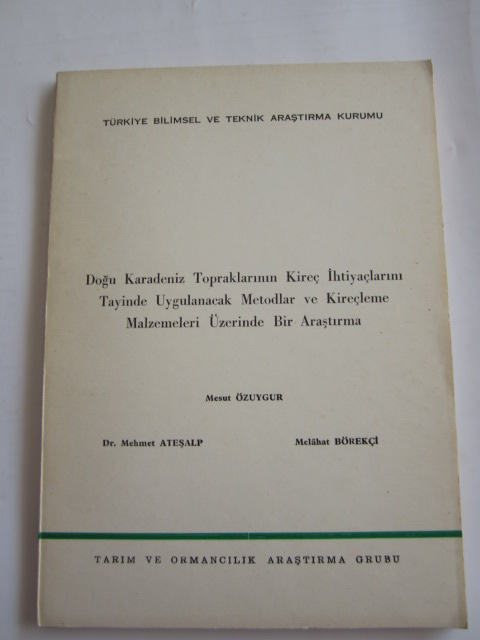 TÜRKİYE BİLİMSEL VE TEKNİK ARAŞTIRMA KURUMU
Doğu Karadeniz Topraklarının Kireç İhtiyaçlarını
Tayinde Uygulanacak Metodlar ve Kireçleme
Malzemeleri Üzerinde Bir Araştırma
Mesut ÖZUYGUR
Dr. Mehmet ATEŞALP Melâhat BÖREKÇİ
TARIM VE ORMANCILIK ARAŞTIRMA GRUBU